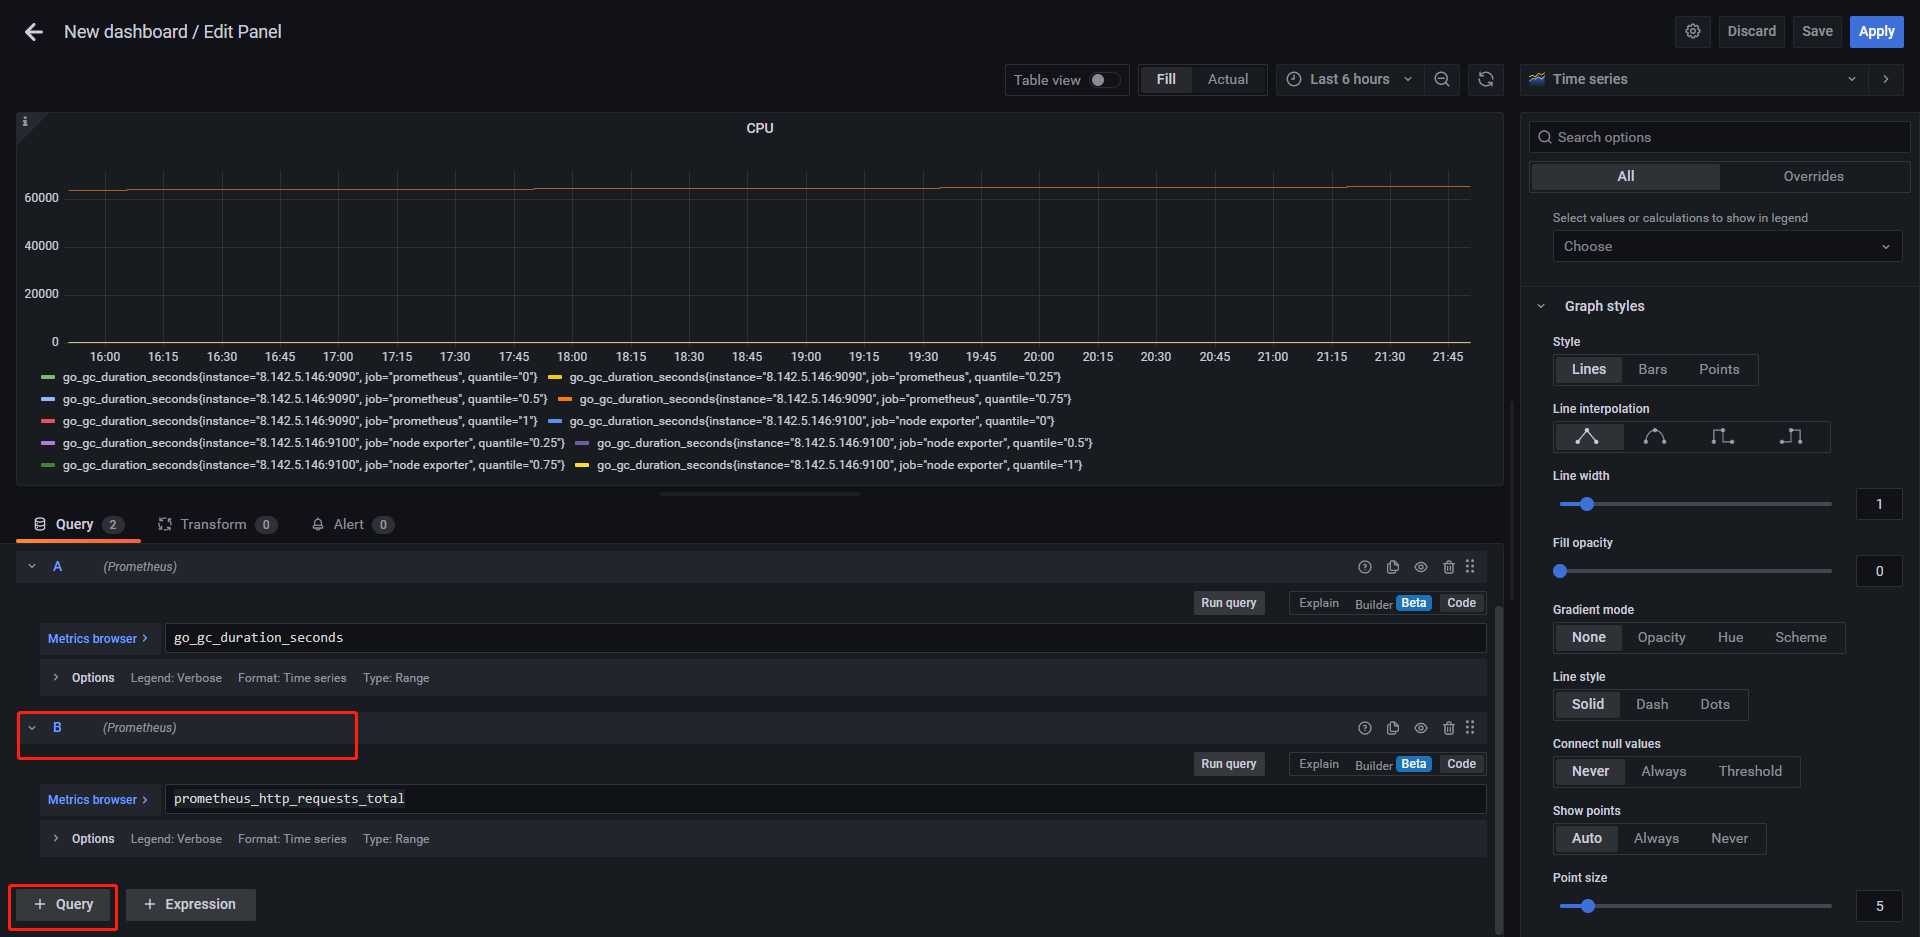 New dashboard / Edit Panel
Discard Save Apply
Table view Fill Actual Last 6 hours Time series
CPU
60000
40000
20000
0
16:00 16:15 16:30 16:45 17:00 17:15 17:30 17:45 18:00 18:15 18:30 18:45 19:00 19:15 19:30 19:45 20:00 20:15 20:30 20:45 21:00 21:15 21:30 21:45
go_gc_duration_seconds{instance="8.142.5.146:9090", job="prometheus", quantile="0"} go_gc_duration_seconds{instance="8.142.5.146:9090", job="prometheus", quantile="0.25"}
go_gc_duration_seconds{instance="8.142.5.146:9090", job="prometheus", quantile="0.5"} go_gc_duration_seconds{instance="8.142.5.146:9090", job="prometheus", quantile="0.75"}
go_gc_duration_seconds{instance="8.142.5.146:9090", job="prometheus", quantile="1"} go_gc_duration_seconds{instance="8.142.5.146:9100", job="node exporter", quantile="0"}
go_gc_duration_seconds{instance="8.142.5.146:9100", job="node exporter", quantile="0.25"} go_gc_duration_seconds{instance="8.142.5.146:9100", job="node exporter", quantile="0.5"}
go_gc_duration_seconds{instance="8.142.5.146:9100", job="node exporter", quantile="0.75"} go_gc_duration_seconds{instance="8.142.5.146:9100", job="node exporter", quantile="1"}
Query 2 Transform 0 Alert 0
A (Prometheus)
Run query Explain Builder Beta Code
Metrics browser > go_gc_duration_seconds
> Options Legend: Verbose Format: Time series Type: Range
B (Prometheus)
Run query Explain Builder Beta Code
Metrics browser > prometheus_http_requests_total
> Options Legend: Verbose Format: Time series Type: Range
+ Query + Expression
Search options
All Overrides
Select values or calculations to show in legend
Choose
Graph styles
Style
Lines Bars Points
Line interpolation
Line width
1
Fill opacity
0
Gradient mode
None Opacity Hue Scheme
Line style
Solid Dash Dots
Connect null values
Never Always Threshold
Show points
Auto Always Never
Point size
5